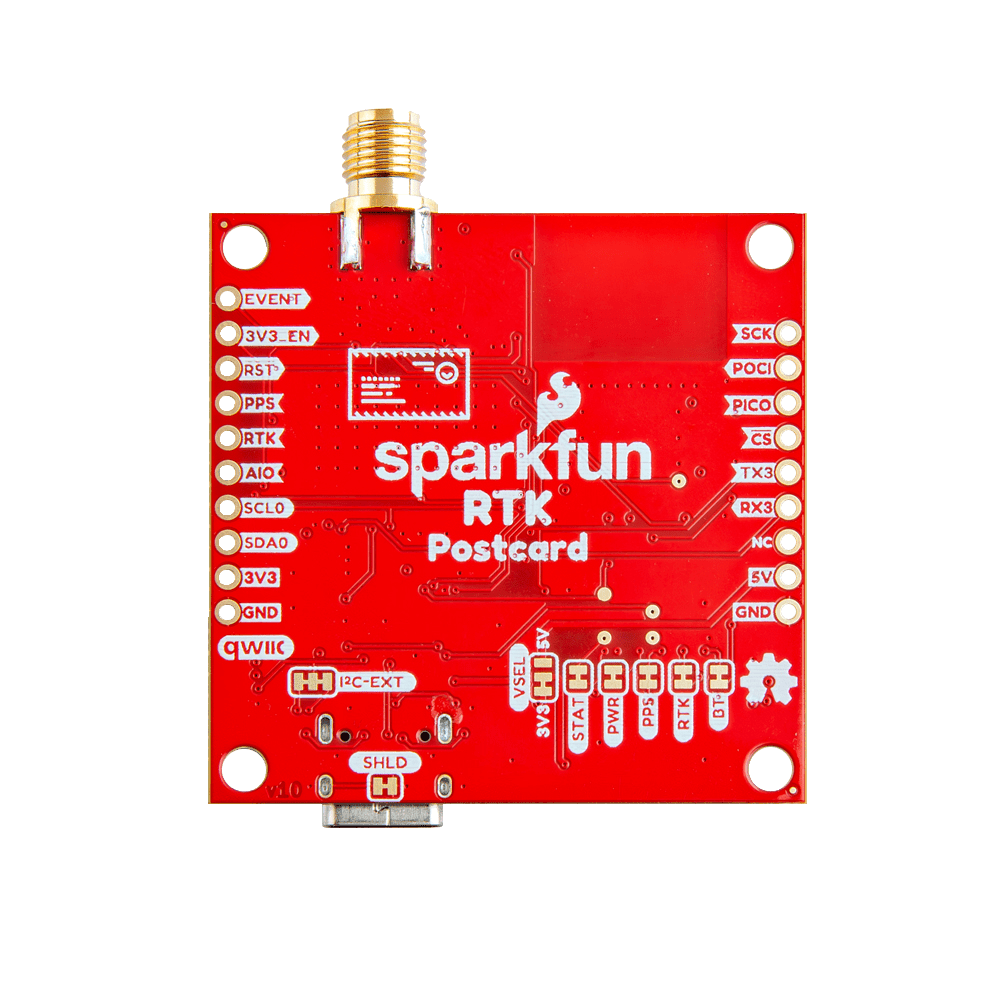 EVENT
3V3_EN
RST
PPS
RTK
AIO
SCL0
SDA0
3V3
GND
qwiic
I²C-EXT
SHLD
v10
sparkfun
RTK
Postcard
SCK
POCI
PICO
CS
TX3
RX3
NC
5V
GND
5V
VSEL
3V3
STAT
PWR
PPS
RTK
BT